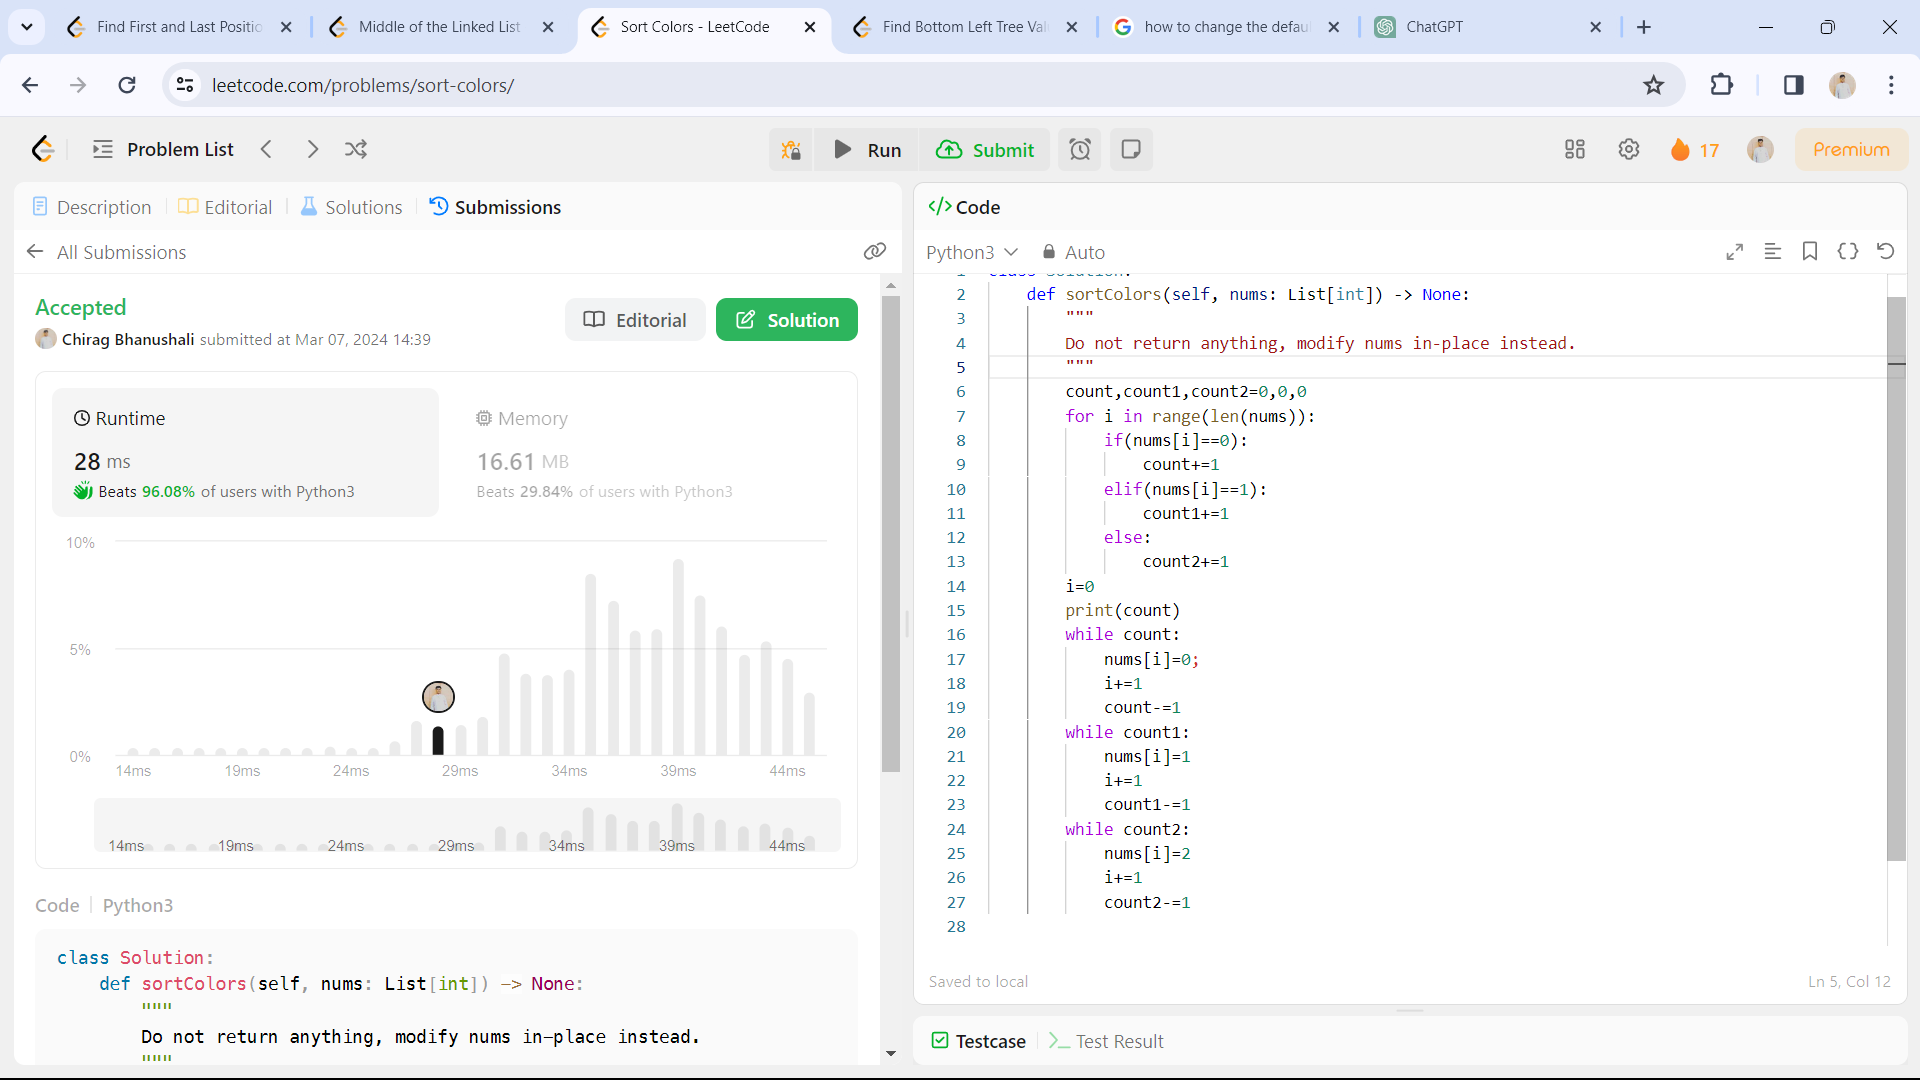 Find First and Last Positio
Middle of the Linked List
Sort Colors - LeetCode
Find Bottom Left Tree Val
how to change the defau
ChatGPT
leetcode.com/problems/sort-colors/
Problem List
Run
Submit
17
Premium
Description
Editorial
Solutions
Submissions
All Submissions
Accepted
Chirag Bhanushali submitted at Mar 07, 2024 14:39
Editorial
Solution
Runtime
28 ms
Beats 96.08% of users with Python3
Memory
16.61 MB
Beats 29.84% of users with Python3
10%
5%
0%
14ms 19ms 24ms 29ms 34ms 39ms 44ms
14ms 19ms 24ms 29ms 34ms 39ms 44ms
Code Python3
class Solution:
def sortColors(self, nums: List[int]) -> None:
"""
Do not return anything, modify nums in-place instead.
"""
Code
Python3 Auto
1 class Solution:
2 def sortColors(self, nums: List[int]) -> None:
3 """
4 Do not return anything, modify nums in-place instead.
5 """
6 count,count1,count2=0,0,0
7 for i in range(len(nums)):
8 if(nums[i]==0):
9 count+=1
10 elif(nums[i]==1):
11 count1+=1
12 else:
13 count2+=1
14 i=0
15 print(count)
16 while count:
17 nums[i]=0;
18 i+=1
19 count-=1
20 while count1:
21 nums[i]=1
22 i+=1
23 count1-=1
24 while count2:
25 nums[i]=2
26 i+=1
27 count2-=1
28
Saved to local
Ln 5, Col 12
Testcase
Test Result